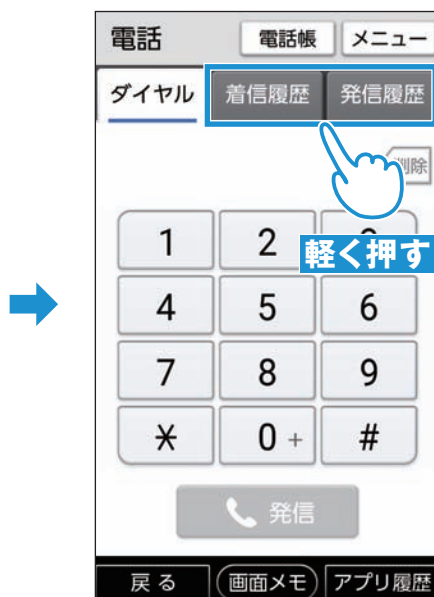 電話 電話帳 メニュー
ダイヤル 着信履歴 発信履歴
削除
1 2
軽く押す
4 5 6
7 8 9
* 0 + #
発信
戻る 画面メモ アプリ履歴